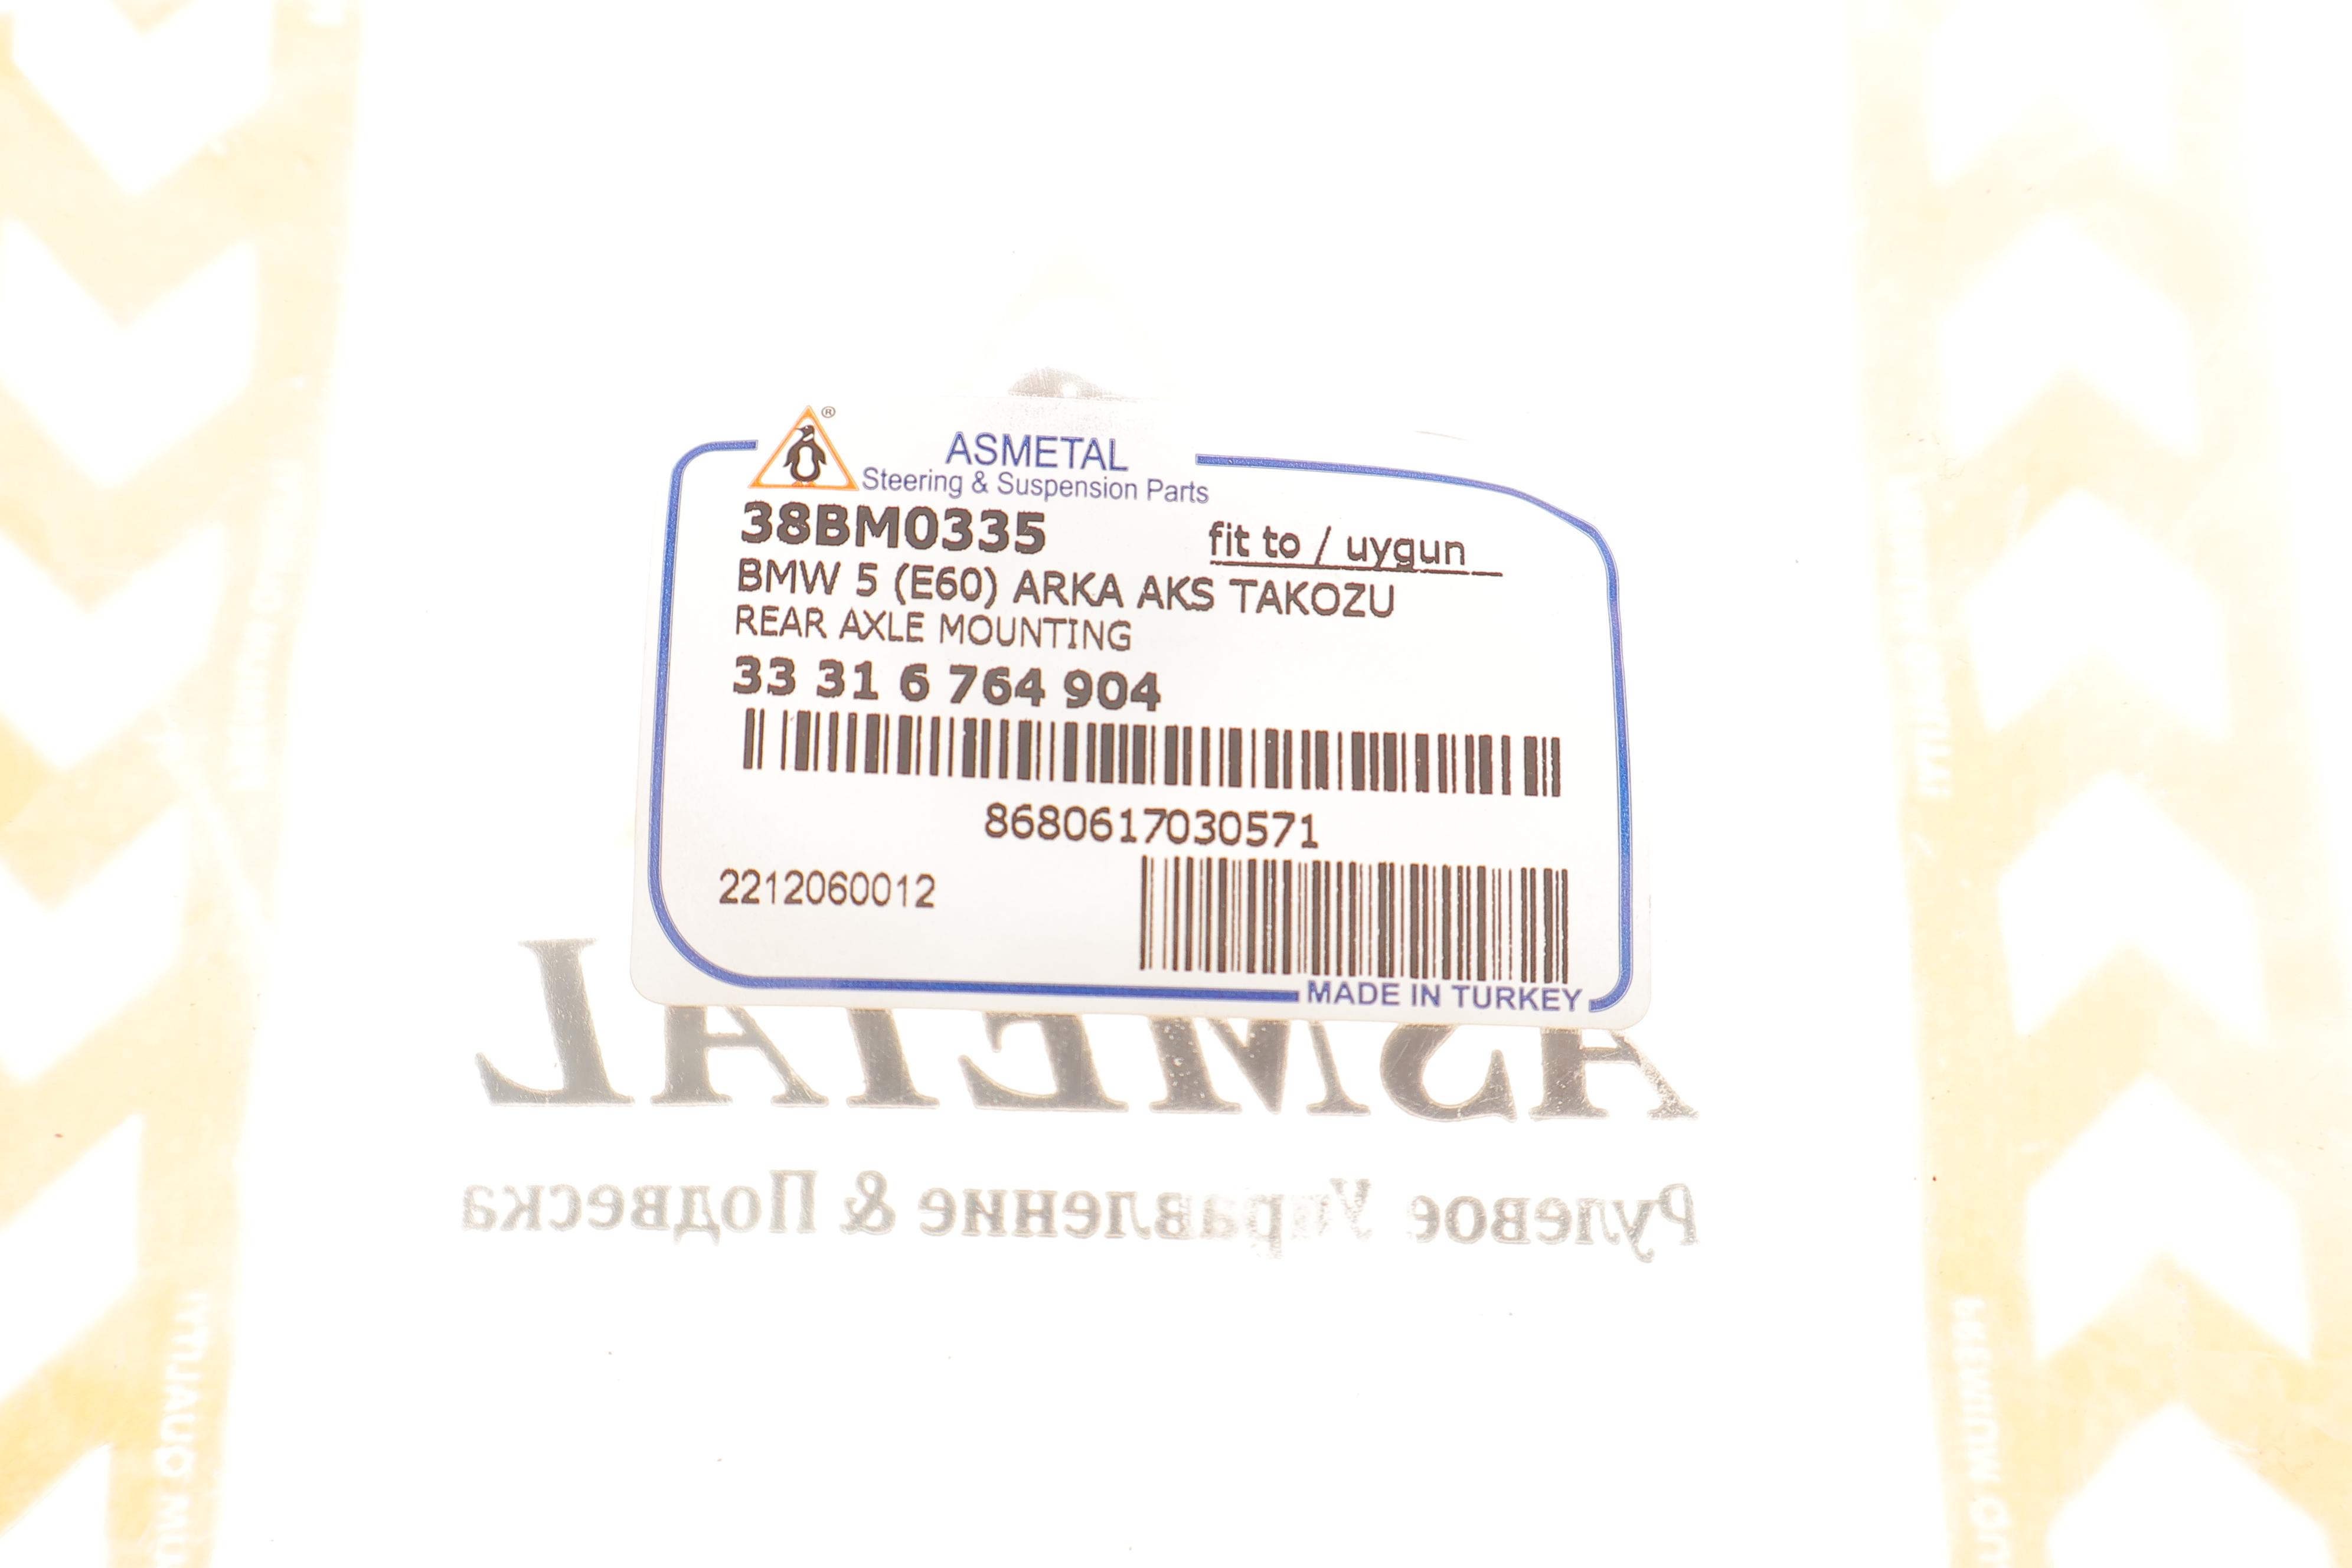 ®
ASMETAL
Steering & Suspension Parts
38BM0335
fit to / uygun
BMW 5 (E60) ARKA AKS TAKOZU
REAR AXLE MOUNTING
33 31 6 764 904
8680617030571
2212060012
MADE IN TURKEY
ASMETAL
Рулевое Управление & Подвеска